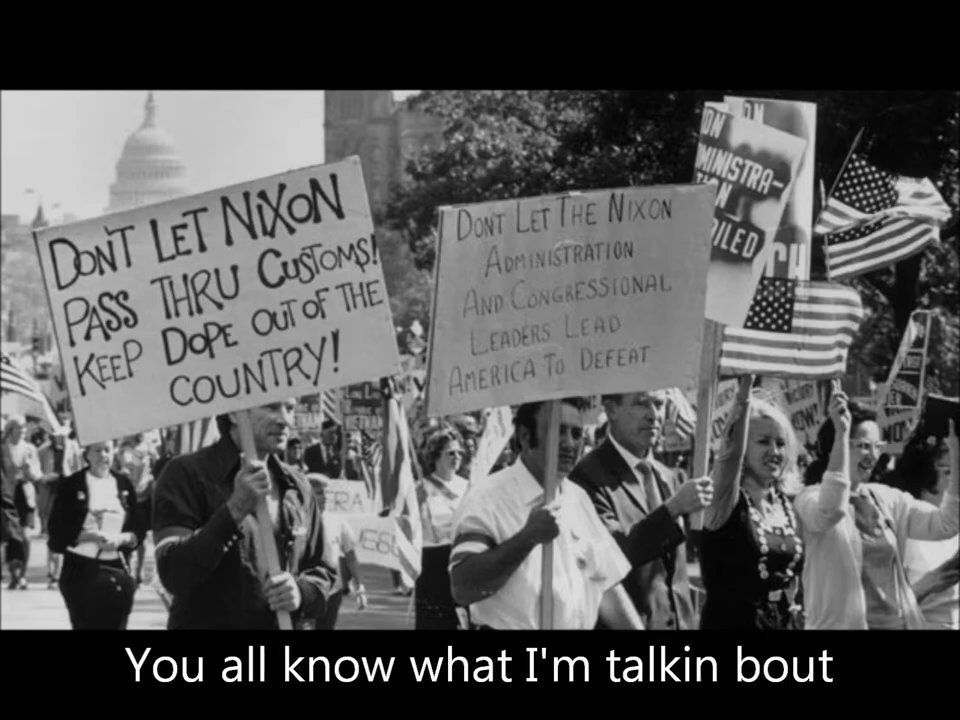 DON'T LET NIXON
PASS THRU CUSTOMS!
KEEP DOPE OUT OF THE
COUNTRY!
DON'T LET THE NIXON
ADMINISTRATION
AND CONGRESSIONAL
LEADERS LEAD
AMERICA TO DEFEAT
MINISTRA-
NOW!
You all know what I'm talkin bout